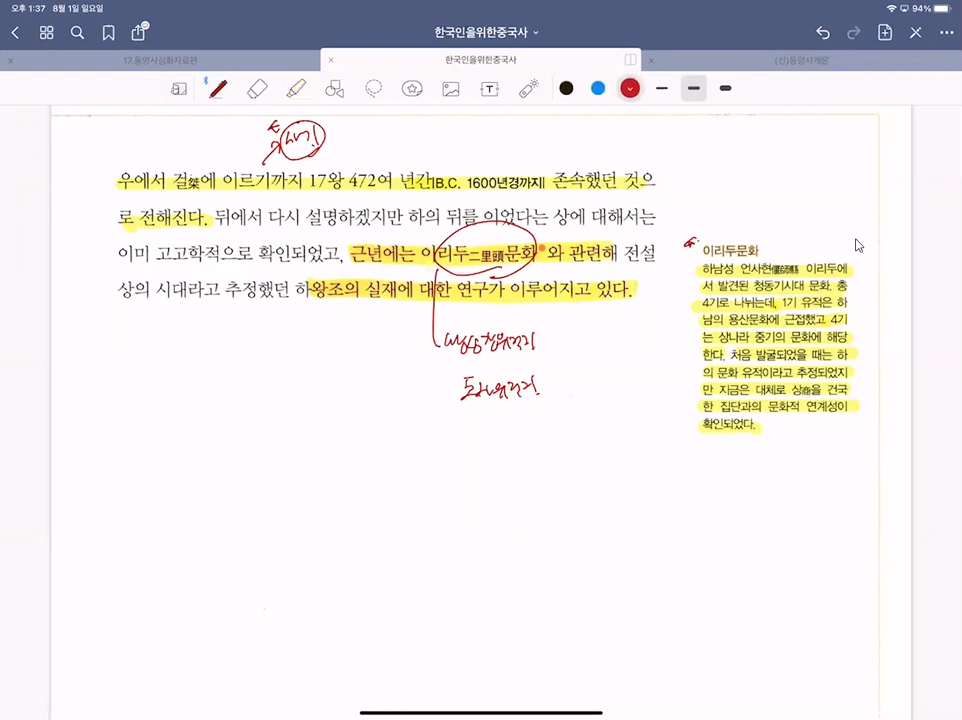 오후 1:37 8월 1일 일요일
94%
한국인을위한중국사
17.동양사심화자료편
한국인을위한중국사
(신)동양사개론
사기!
우에서 걸桀에 이르기까지 17왕 472여 년간B.C. 1600년경까지 존속했던 것으
로 전해진다. 뒤에서 다시 설명하겠지만 하의 뒤를 이었다는 상에 대해서는
이미 고고학적으로 확인되었고, 근년에는 이리두二里頭문화와 관련해 전설
상의 시대라고 추정했던 하왕조의 실재에 대한 연구가 이루어지고 있다.
이리두문화
하남성 언사현偃師縣 이리두에
서 발견된 청동기시대 문화. 총
4기로 나뉘는데, 1기 유적은 하
남의 용산문화에 근접했고 4기
는 상나라 중기의 문화에 해당
한다. 처음 발굴되었을 때는 하
의 문화 유적이라고 추정되었지
만 지금은 대체로 상商을 건국
한 집단과의 문화적 연계성이
확인되었다.